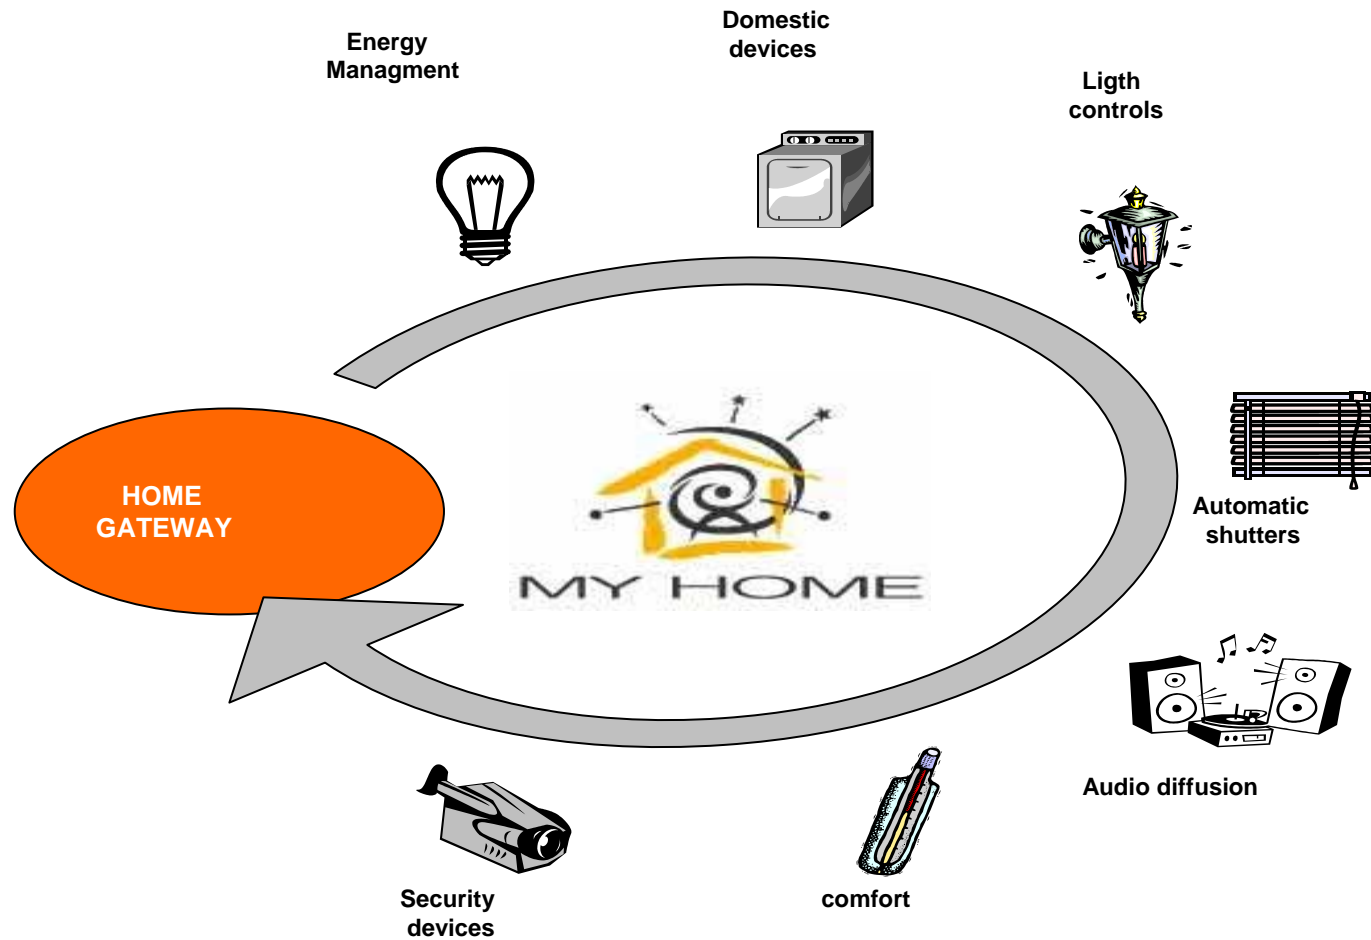 Energy
Managment
Domestic
devices
Ligth
controls
HOME
GATEWAY
MY HOME
Automatic
shutters
Audio diffusion
comfort
Security
devices